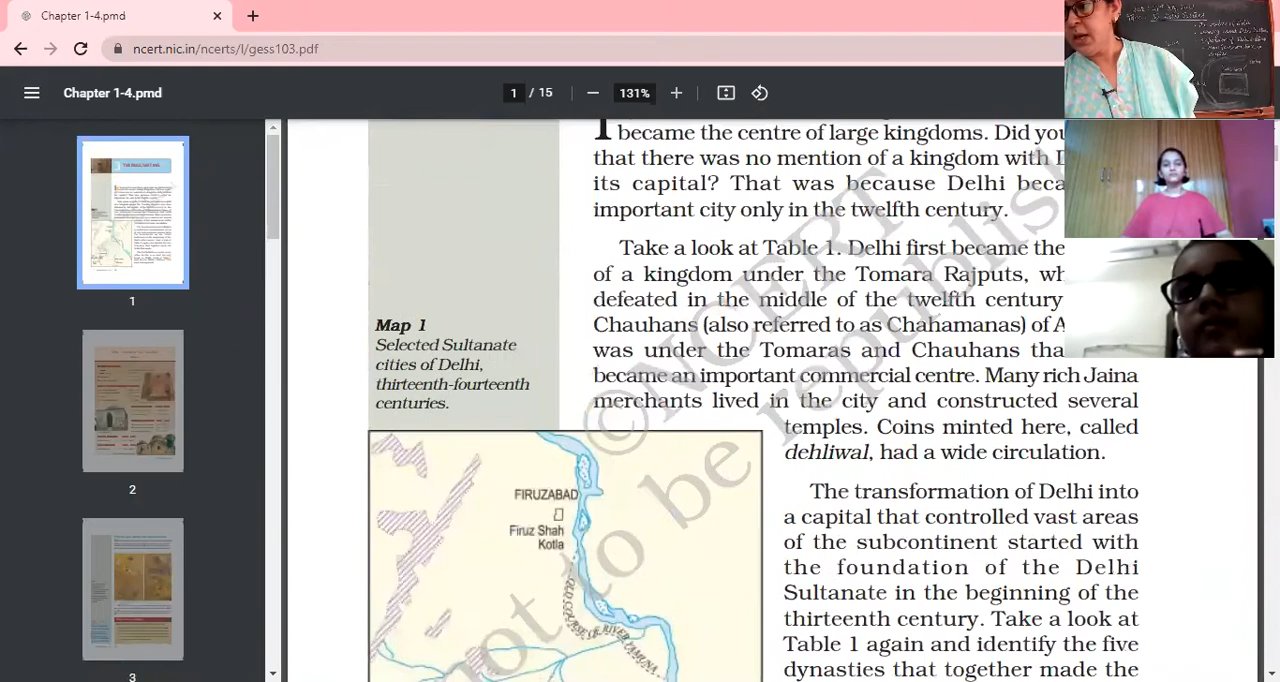 Chapter 1-4.pmd
ncert.nic.in/ncerts/l/gess103.pdf
Chapter 1-4.pmd
1 / 15
131%
became the centre of large kingdoms. Did you
that there was no mention of a kingdom with D
its capital? That was because Delhi beca
important city only in the twelfth century.
Take a look at Table 1. Delhi first became the
of a kingdom under the Tomara Rajputs, wh
defeated in the middle of the twelfth century
Chauhans (also referred to as Chahamanas) of A
was under the Tomaras and Chauhans tha
became an important commercial centre. Many rich Jaina
merchants lived in the city and constructed several
temples. Coins minted here, called
dehliwal, had a wide circulation.
The transformation of Delhi into
a capital that controlled vast areas
of the subcontinent started with
the foundation of the Delhi
Sultanate in the beginning of the
thirteenth century. Take a look at
Table 1 again and identify the five
dynasties that together made the
Map 1
Selected Sultanate
cities of Delhi,
thirteenth-fourteenth
centuries.
FIRUZABAD
Firuz Shah
Kotla
OLD COURSE OF RIVER YAMUNA
©NCERT
not to be republish
1
2
3